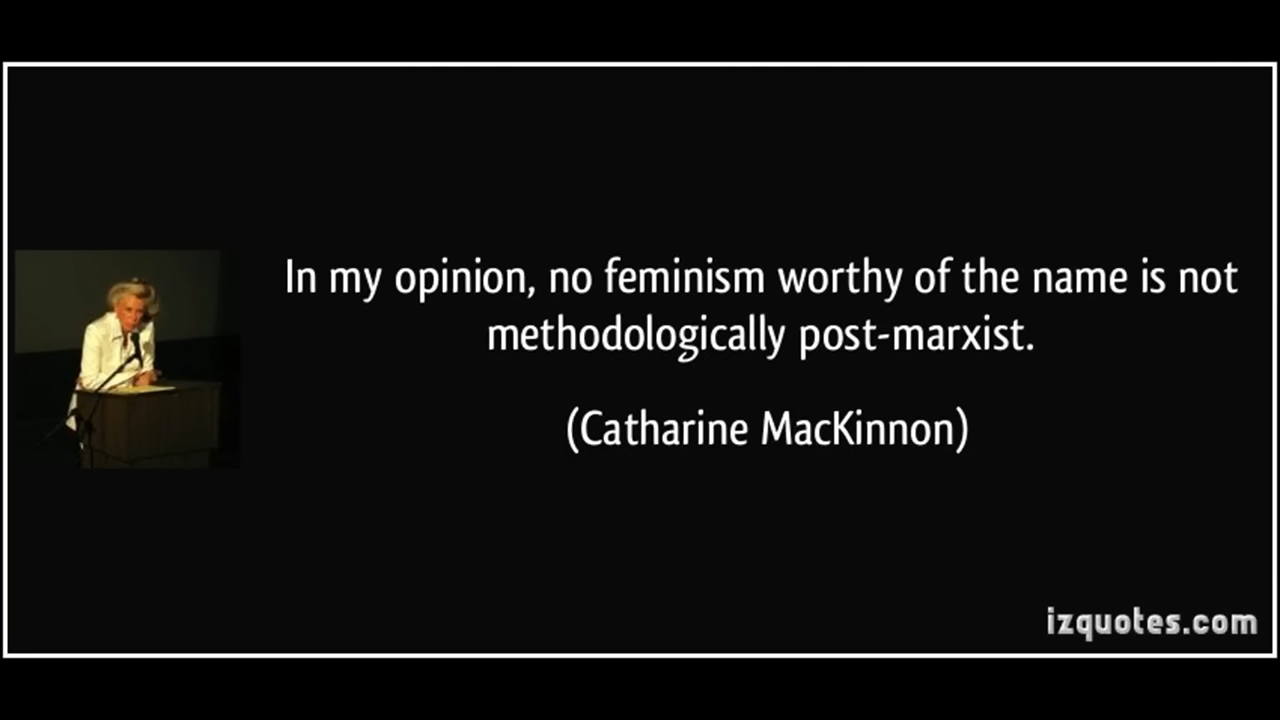 In my opinion, no feminism worthy of the name is not
methodologically post-marxist.
(Catharine MacKinnon)
izquotes.com